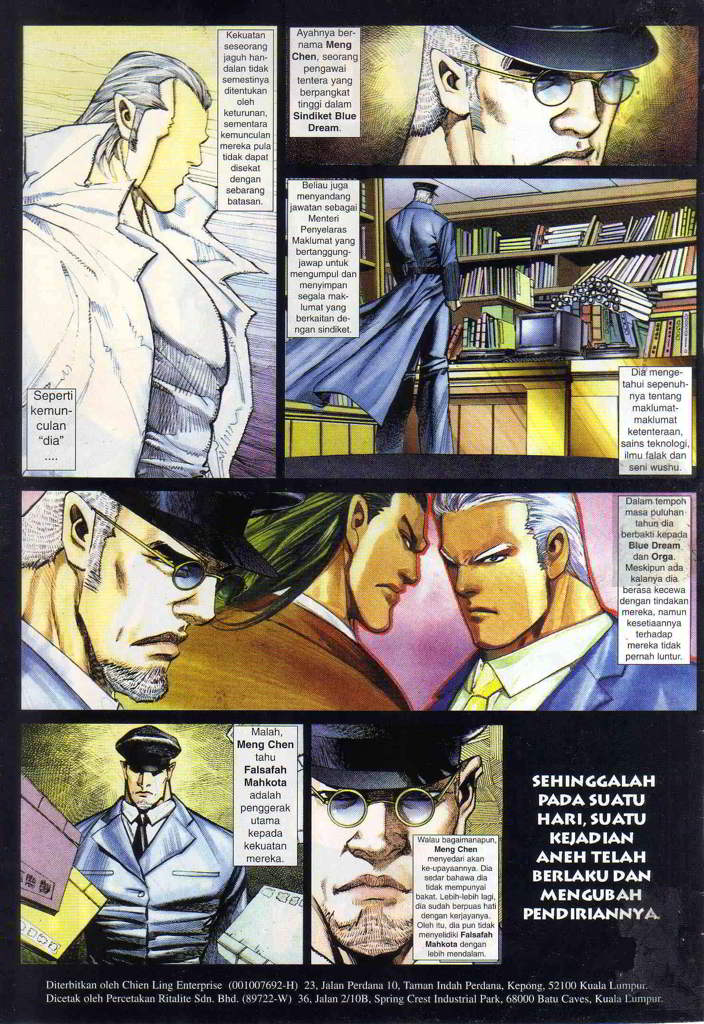 Kekuatan
seseorang
jaguh han-
dalan tidak
semestinya
ditentukan
oleh
keturunan,
sementara
kemunculan
mereka pula
tidak dapat
disekat
dengan
sebarang
batasan.
Seperti
kemun-
culan
“dia”
....
Ayahnya ber-
nama Meng
Chen, seorang
pengawai
tentera yang
berpangkat
tinggi dalam
Sindiket Blue
Dream.
Beliau juga
menyandang
jawatan sebagai
Menteri
Penyelaras
Maklumat yang
bertanggung-
jawap untuk
mengumpul dan
menyimpan
segala mak-
lumat yang
berkaitan de-
ngan sindiket.
Dia menge-
tahui sepenuh-
nya tentang
maklumat-
maklumat
ketenteraan,
sains teknologi,
ilmu falak dan
seni wushu.
Dalam tempoh
masa puluhan
tahun dia
berbakti kepada
Blue Dream
dan Orga.
Meskipun ada
kalanya dia
berasa kecewa
dengan tindakan
mereka, namun
kesetiaannya
terhadap
mereka tidak
pernah luntur.
Malah,
Meng Chen
tahu
Falsafah
Mahkota
adalah
penggerak
utama
kepada
kekuatan
mereka.
Walau bagaimanapun,
Meng Chen
menyedari akan
ke-upayaannya. Dia
sedar bahawa dia
tidak mempunyai
bakat. Lebih-lebih lagi,
dia sudah berpuas hati
dengan kerjayanya.
Oleh itu, dia pun tidak
menyelidiki Falsafah
Mahkota dengan
lebih mendalam.
SEHINGGALAH
PADA SUATU
HARI, SUATU
KEJADIAN
ANEH TELAH
BERLAKU DAN
MENGUBAH
PENDIRIANNYA.
Diterbitkan oleh Chien Ling Enterprise (001007692-H) 23, Jalan Perdana 10, Taman Indah Perdana, Kepong, 52100 Kuala Lumpur.
Dicetak oleh Percetakan Ritalite Sdn. Bhd. (89722-W) 36, Jalan 2/10B, Spring Crest Industrial Park, 68000 Batu Caves, Kuala Lumpur.